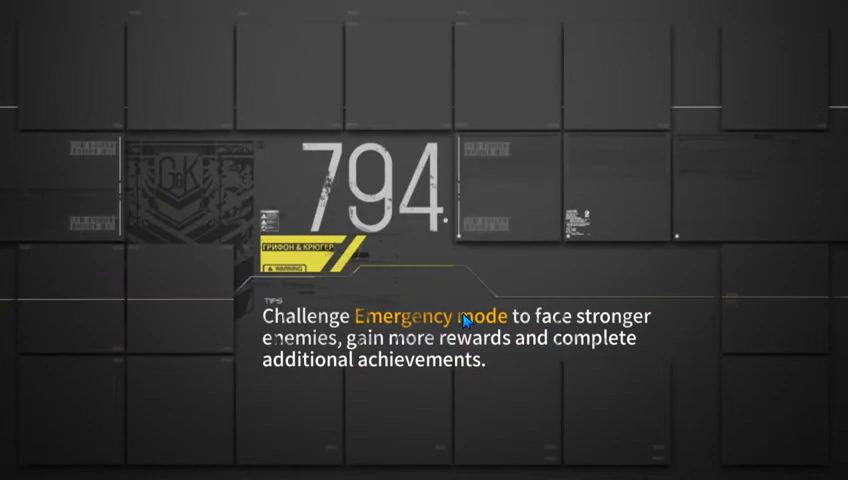 G&K
794.
ГРИФОН & КРЮГЕР
WARNING
TIPS
Challenge Emergency mode to face stronger
enemies, gain more rewards and complete
additional achievements.